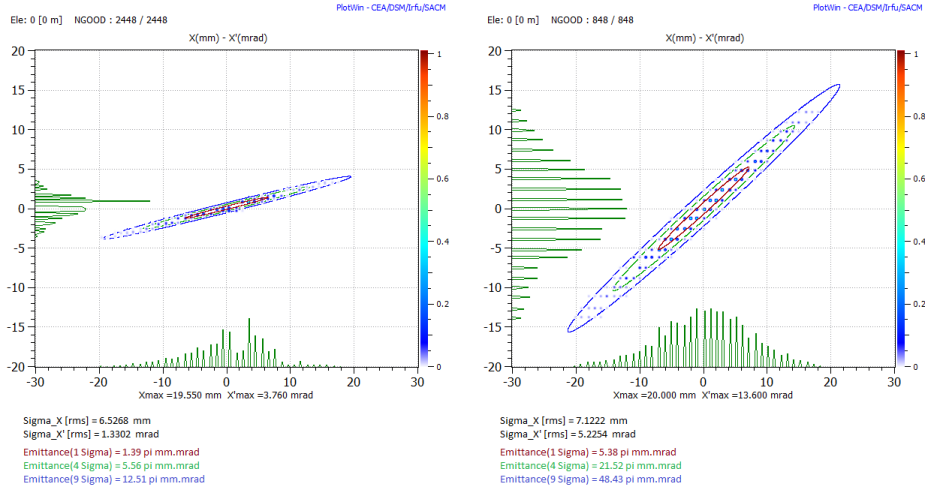 PlotWin - CEA/DSM/Irfu/SACM
Ele: 0 [0 m]   NGOOD : 2448 / 2448
X(mm) - X'(mrad)
20
15
10
5
0
-5
-10
-15
-20
-30
-20
-10
0
10
20
30
1
0.8
0.6
0.4
0.2
0
Xmax =19.550 mm   X'max =3.760 mrad
Sigma_X [rms] = 6.5268 mm
Sigma_X' [rms] = 1.3302 mrad
Emittance(1 Sigma) = 1.39 pi mm.mrad
Emittance(4 Sigma) = 5.56 pi mm.mrad
Emittance(9 Sigma) = 12.51 pi mm.mrad
PlotWin - CEA/DSM/Irfu/SACM
Ele: 0 [0 m]   NGOOD : 848 / 848
X(mm) - X'(mrad)
20
15
10
5
0
-5
-10
-15
-20
-30
-20
-10
0
10
20
30
1
0.8
0.6
0.4
0.2
0
Xmax =20.000 mm   X'max =13.600 mrad
Sigma_X [rms] = 7.1222 mm
Sigma_X' [rms] = 5.2254 mrad
Emittance(1 Sigma) = 5.38 pi mm.mrad
Emittance(4 Sigma) = 21.52 pi mm.mrad
Emittance(9 Sigma) = 48.43 pi mm.mrad